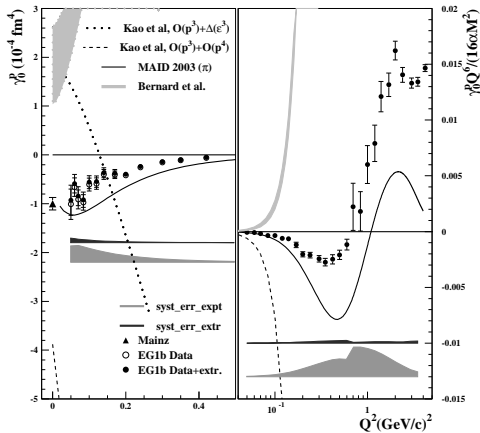 γ₀ᵖ (10⁻⁴ fm⁴)
3
2
1
0
-1
-2
-3
-4
-5
Kao et al, O(p³)+Δ(ε³)
Kao et al, O(p³)+O(p⁴)
MAID 2003 (π)
Bernard et al.
syst_err_expt
syst_err_extr
Mainz
EG1b Data
EG1b Data+extr.
0 0.2 0.4
10⁻¹ 1
Q² (GeV/c)²
0.02
0.015
0.01
0.005
0
-0.005
-0.01
-0.015
γ₀ᵖQ⁶/(16αM²)